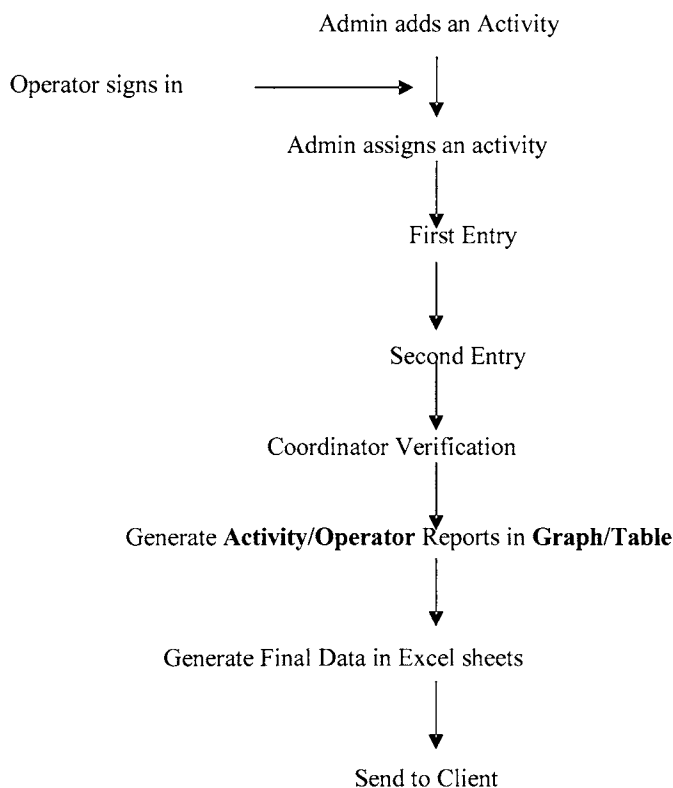 Admin adds an Activity
Operator signs in
Admin assigns an activity
First Entry
Second Entry
Coordinator Verification
Generate Activity/Operator Reports in Graph/Table
Generate Final Data in Excel sheets
Send to Client